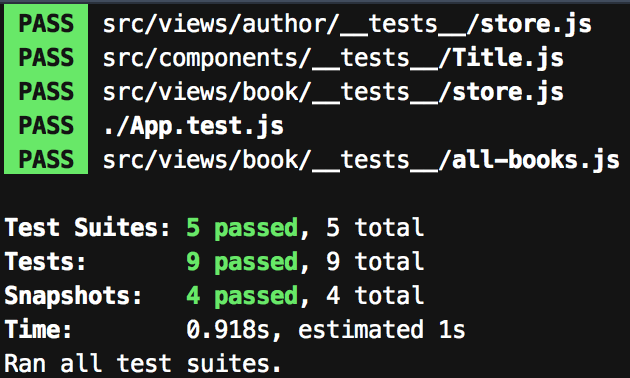 PASS src/views/author/__tests__/store.js
PASS src/components/__tests__/Title.js
PASS src/views/book/__tests__/store.js
PASS ./App.test.js
PASS src/views/book/__tests__/all-books.js
Test Suites: 5 passed, 5 total
Tests: 9 passed, 9 total
Snapshots: 4 passed, 4 total
Time: 0.918s, estimated 1s
Ran all test suites.